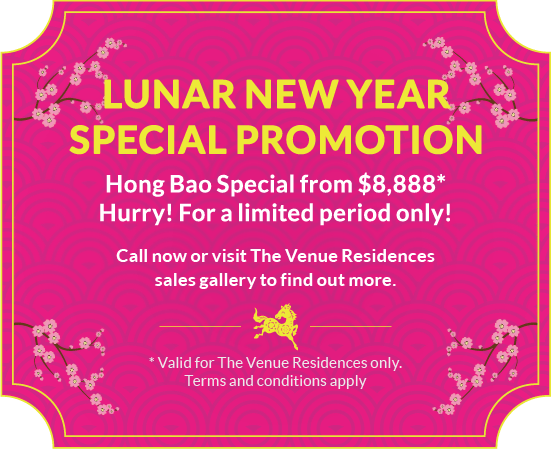 LUNAR NEW YEAR
SPECIAL PROMOTION
Hong Bao Special from $8,888*
Hurry! For a limited period only!
Call now or visit The Venue Residences
sales gallery to find out more.
* Valid for The Venue Residences only.
Terms and conditions apply